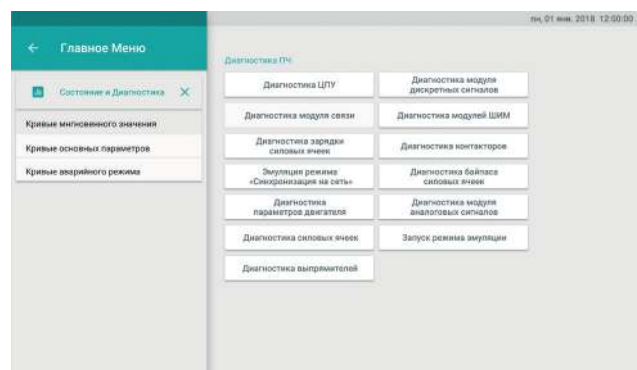 пн, 01 янв. 2018 12:00:00
Главное Меню
Состояние и Диагностика
Кривые мгновенного значения
Кривые основных параметров
Кривые аварийного режима
Диагностика ПЧ
Диагностика ЦПУ
Диагностика модуля
дискретных сигналов
Диагностика модуля связи
Диагностика модулей ШИМ
Диагностика зарядки
силовых ячеек
Диагностика контакторов
Эмуляция режима
«Синхронизация на сеть»
Диагностика байпаса
силовых ячеек
Диагностика
параметров двигателя
Диагностика модуля
аналоговых сигналов
Диагностика силовых ячеек
Запуск режима эмуляции
Диагностика выпрямителей